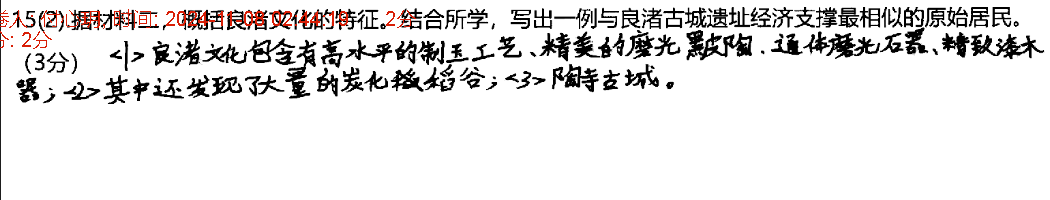 15(2).据材料二，概括良渚文化的特征。结合所学，写出一例与良渚古城遗址经济支撑最相似的原始居民。
分: 2分
（3分） <1>良渚文化包含有高水平的制玉工艺、精美的磨光黑皮陶、通体磨光石器、精致漆木
器；<2>其中还发现了大量的炭化稻谷；<3>陶寺古城。